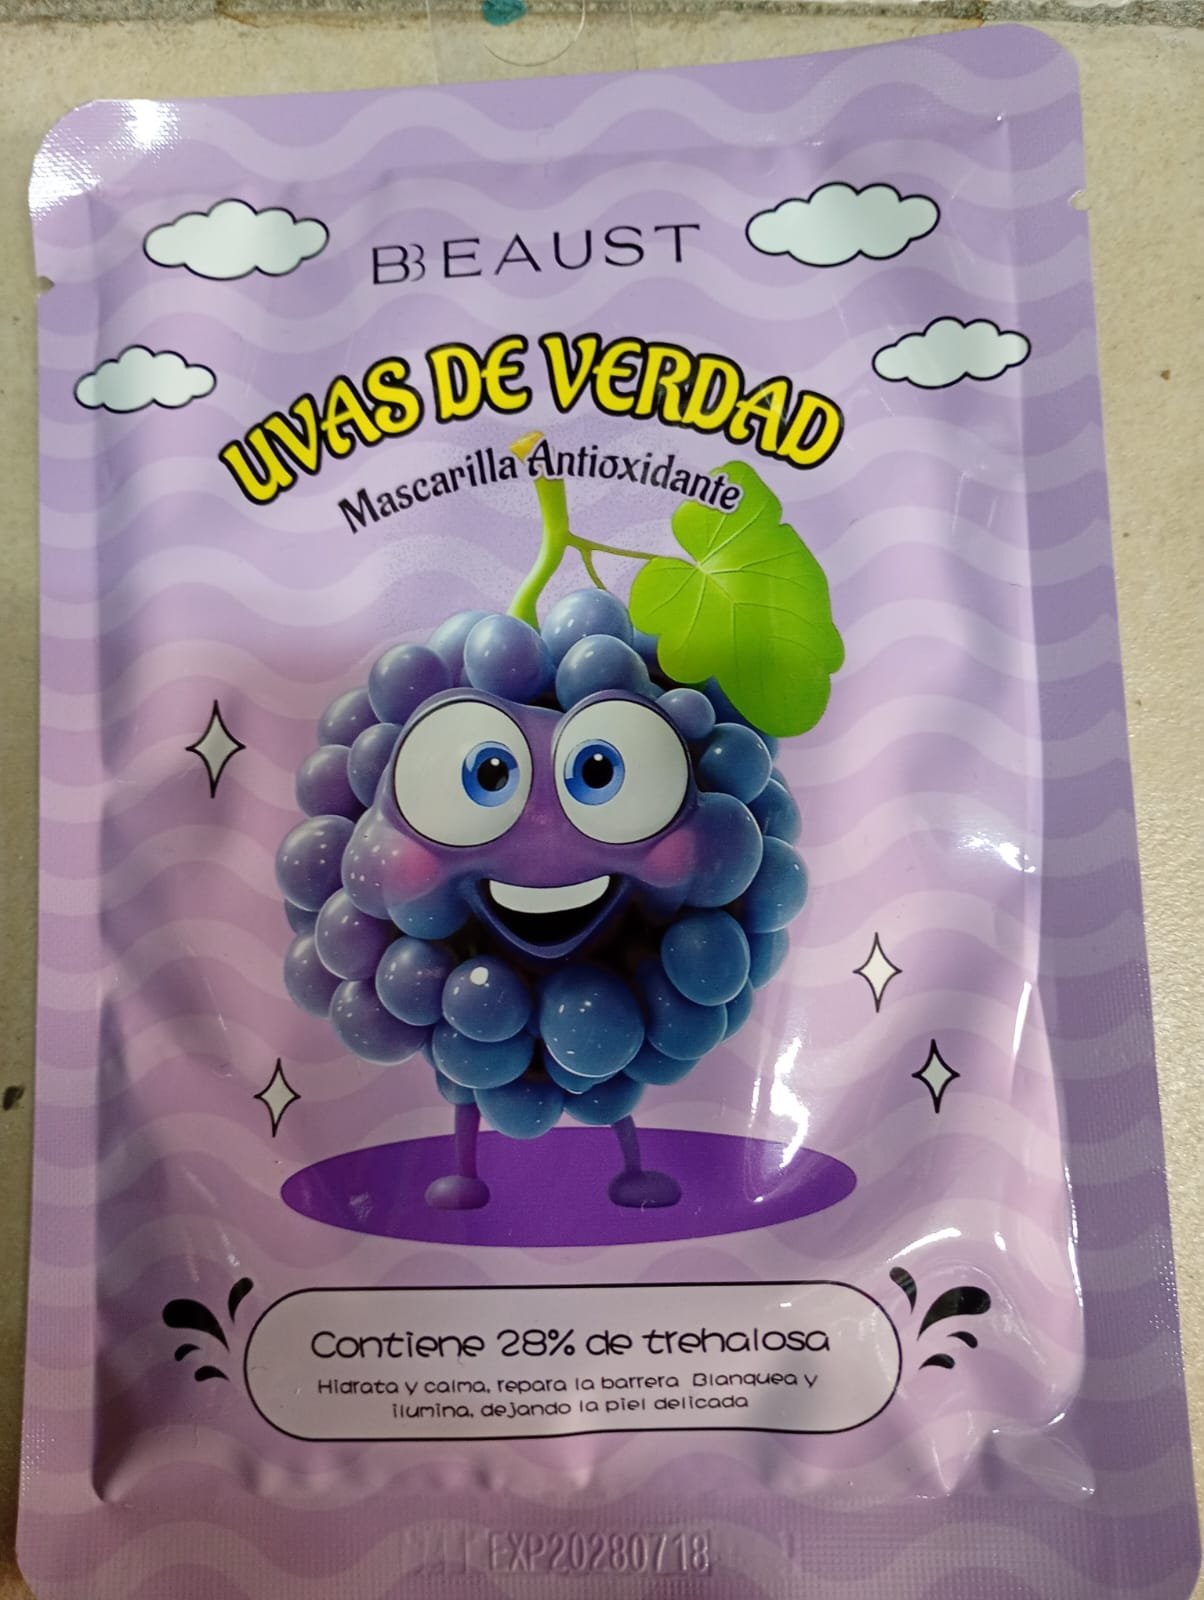 BEAUST
UVAS DE VERDAD
Mascarilla Antioxidante
Contiene 28% de trehalosa
Hidrata y calma, repara la barrera Blanquea y
ilumina, dejando la piel delicada
EXP20280718